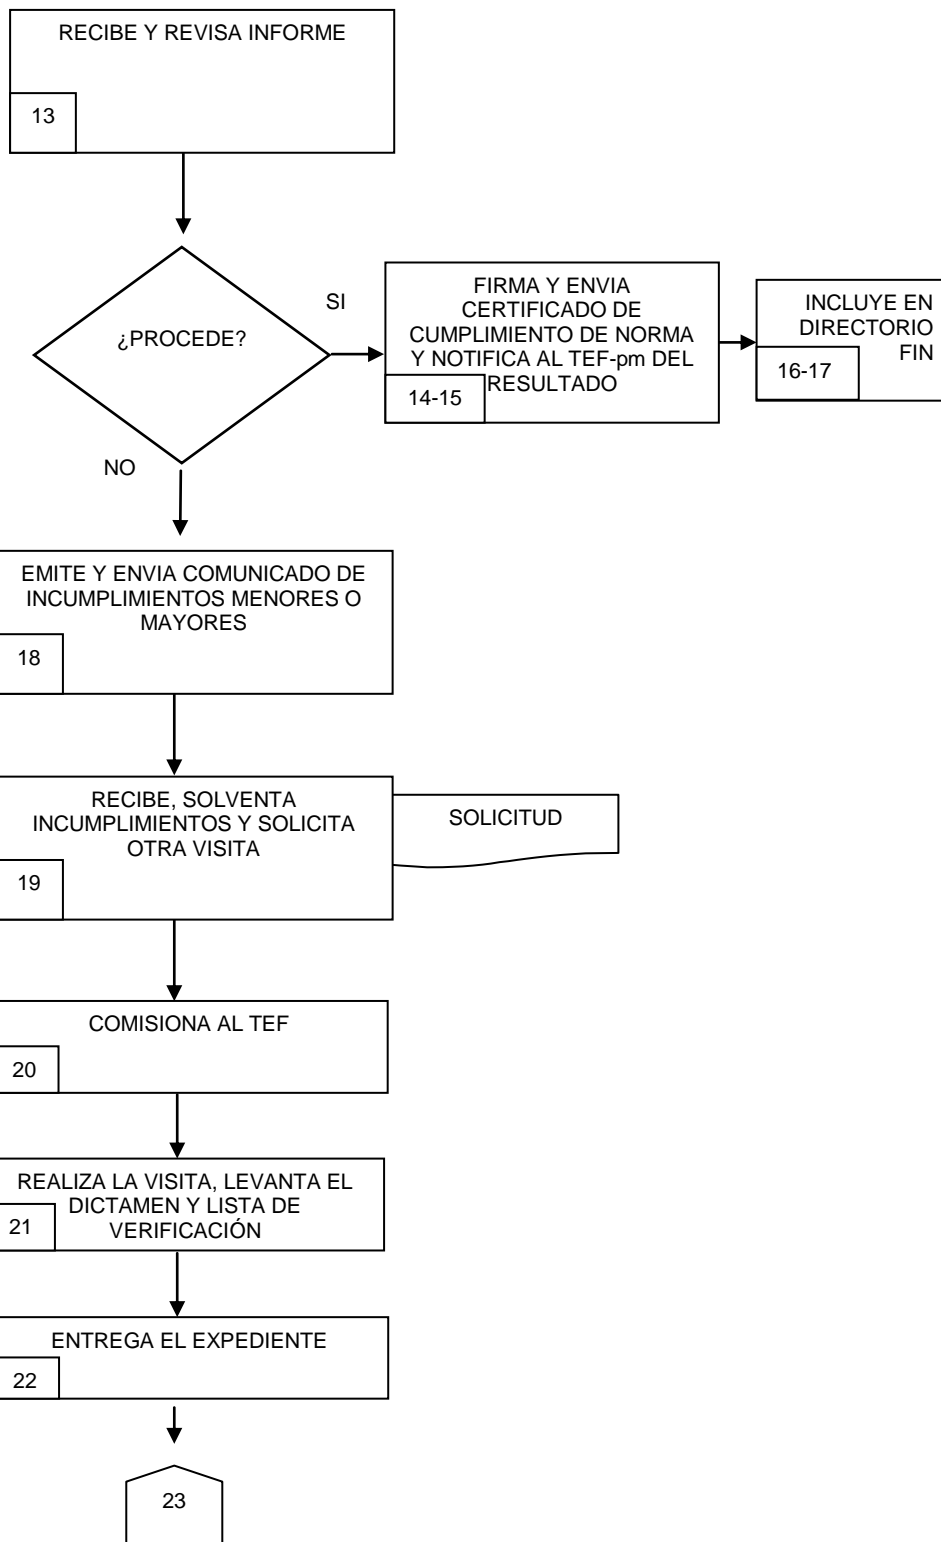 RECIBE Y REVISA INFORME
13
¿PROCEDE?
SI
FIRMA Y ENVIA
CERTIFICADO DE
CUMPLIMIENTO DE NORMA
Y NOTIFICA AL TEF-pm DEL
RESULTADO
14-15
INCLUYE EN
DIRECTORIO
FIN
16-17
NO
EMITE Y ENVIA COMUNICADO DE
INCUMPLIMIENTOS MENORES O
MAYORES
18
RECIBE, SOLVENTA
INCUMPLIMIENTOS Y SOLICITA
OTRA VISITA
19
SOLICITUD
COMISIONA AL TEF
20
REALIZA LA VISITA, LEVANTA EL
DICTAMEN Y LISTA DE
VERIFICACIÓN
21
ENTREGA EL EXPEDIENTE
22
23